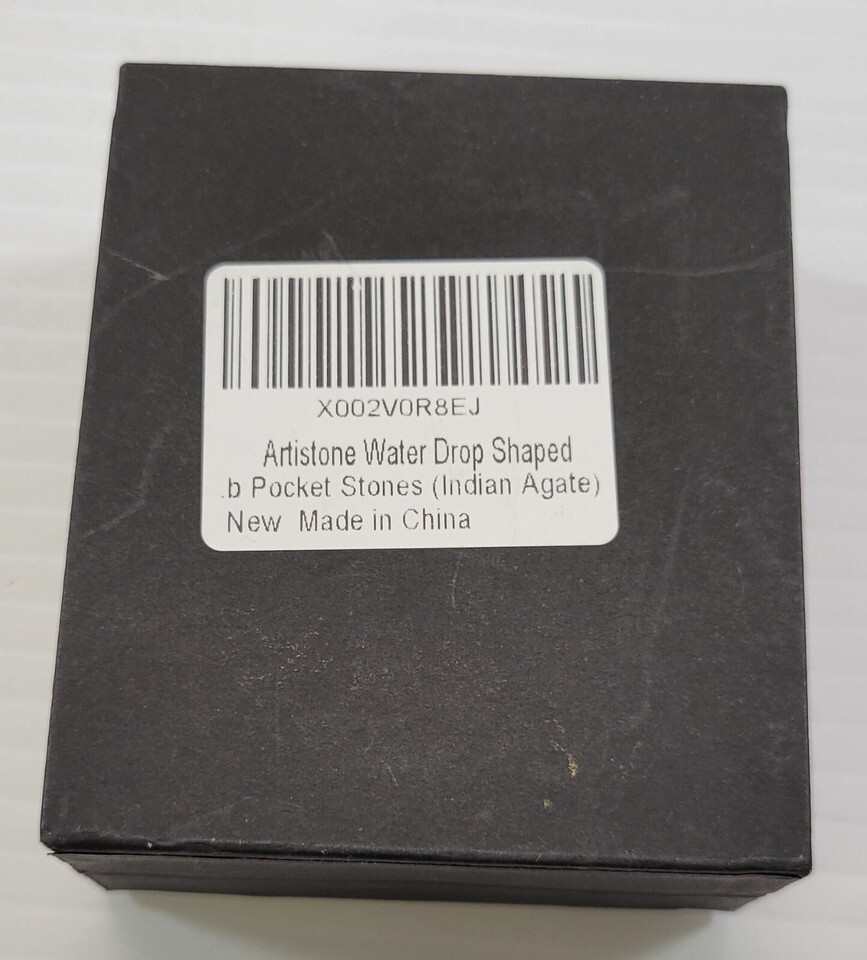 X002V0R8EJ
Artistone Water Drop Shaped
.b Pocket Stones (Indian Agate)
New Made in China